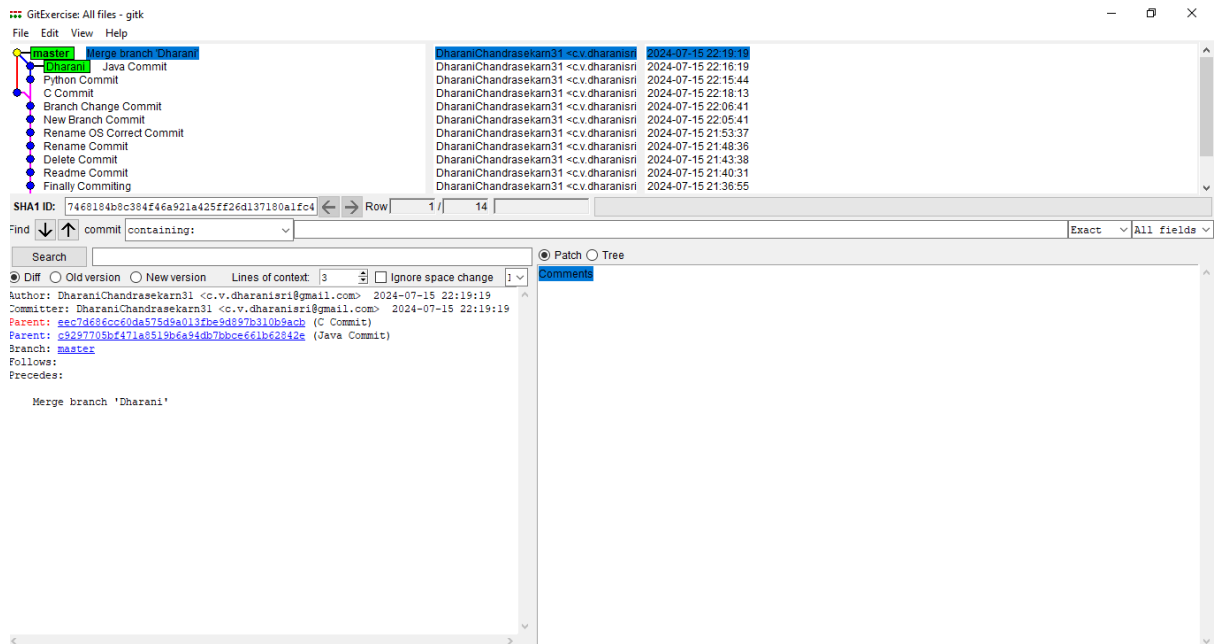 GitExercise: All files - gitk
File Edit View Help
master Merge branch 'Dharani' DharaniChandrasekarn31 <c.v.dharanisri 2024-07-15 22:19:19
Dharani Java Commit DharaniChandrasekarn31 <c.v.dharanisri 2024-07-15 22:16:19
Python Commit DharaniChandrasekarn31 <c.v.dharanisri 2024-07-15 22:15:44
C Commit DharaniChandrasekarn31 <c.v.dharanisri 2024-07-15 22:18:13
Branch Change Commit DharaniChandrasekarn31 <c.v.dharanisri 2024-07-15 22:06:41
New Branch Commit DharaniChandrasekarn31 <c.v.dharanisri 2024-07-15 22:05:41
Rename OS Correct Commit DharaniChandrasekarn31 <c.v.dharanisri 2024-07-15 21:53:37
Rename Commit DharaniChandrasekarn31 <c.v.dharanisri 2024-07-15 21:48:36
Delete Commit DharaniChandrasekarn31 <c.v.dharanisri 2024-07-15 21:43:38
Readme Commit DharaniChandrasekarn31 <c.v.dharanisri 2024-07-15 21:40:31
Finally Commiting DharaniChandrasekarn31 <c.v.dharanisri 2024-07-15 21:36:55
SHA1 ID: 7468184b8c384f46a921a425ff26d137180a1fc4 Row 1 / 14
Find commit containing: Exact All fields
Search
Patch Tree
Diff Old version New version Lines of context: 3 Ignore space change
Comments
Author: DharaniChandrasekarn31 <c.v.dharanisri@gmail.com> 2024-07-15 22:19:19
Committer: DharaniChandrasekarn31 <c.v.dharanisri@gmail.com> 2024-07-15 22:19:19
Parent: eec7d686cc60da575d9a013fbe9d897b310b9acb (C Commit)
Parent: c9297705bf471a8519b6a94db7bbce661b62842e (Java Commit)
Branch: master
Follows:
Precedes:
Merge branch 'Dharani'